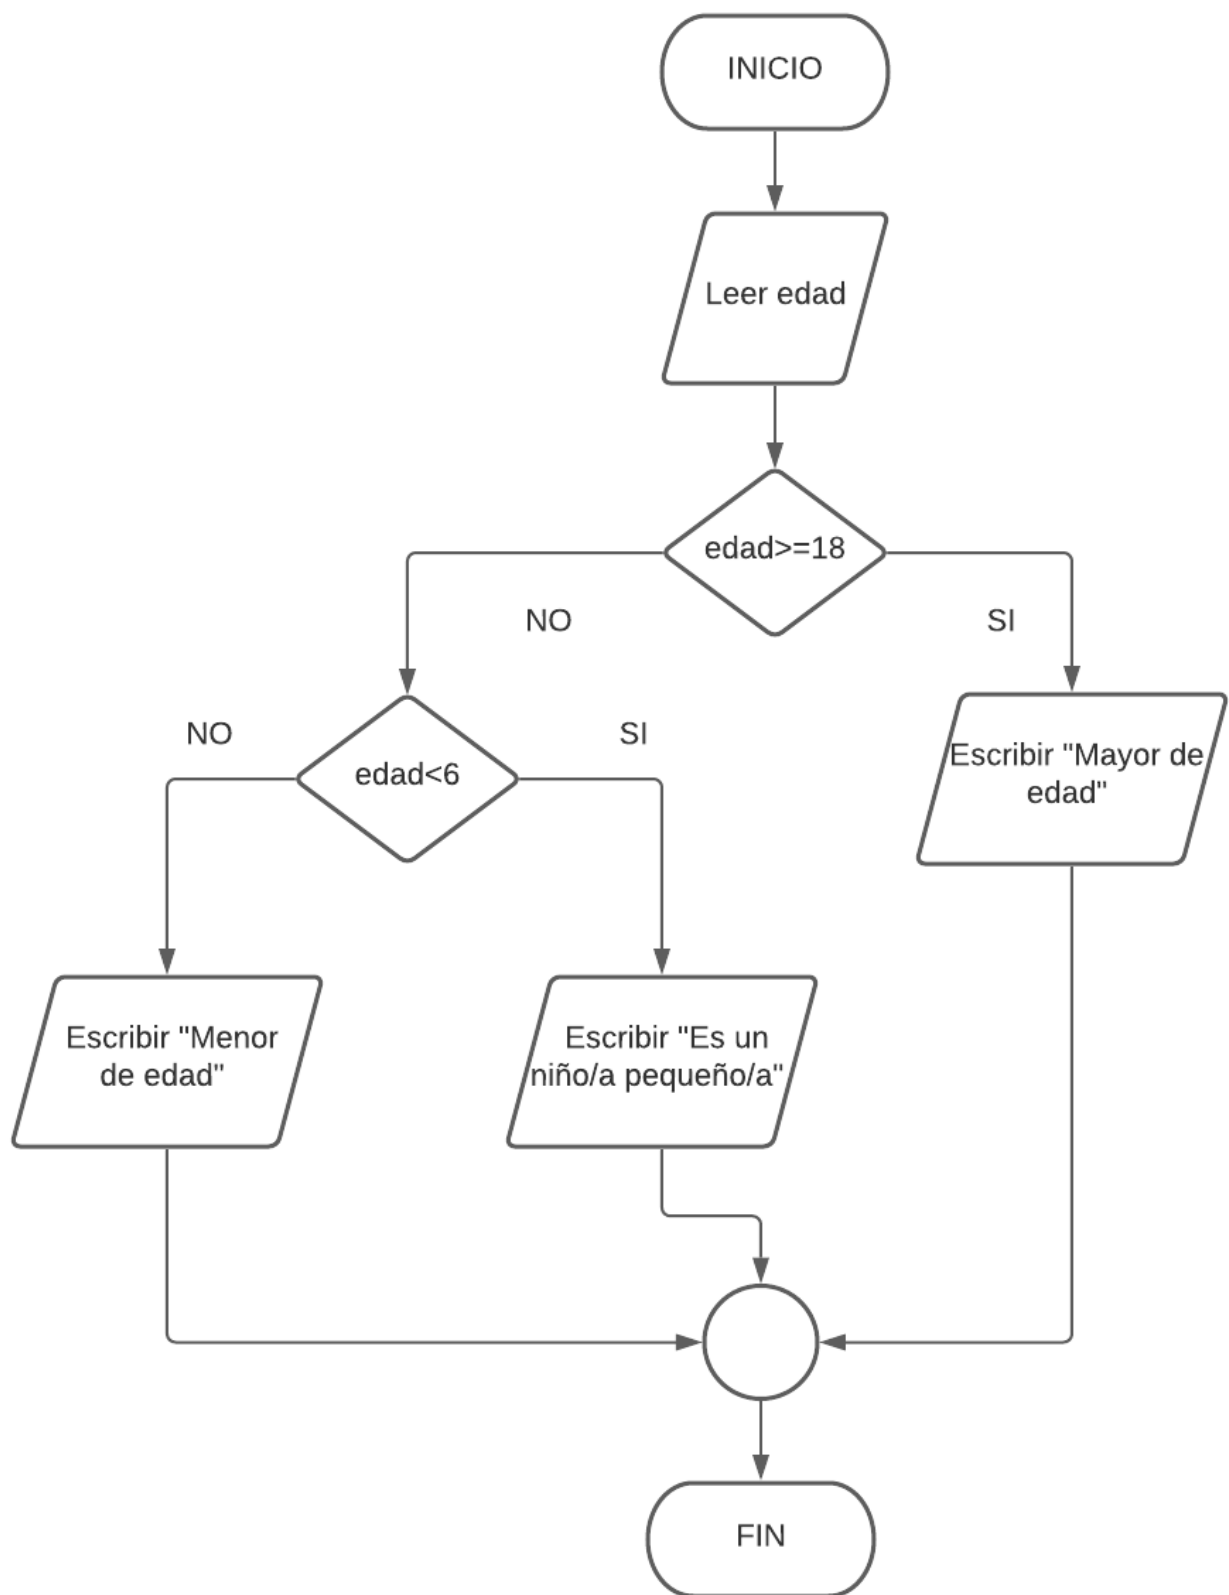 INICIO
Leer edad
edad>=18
NO
SI
NO
SI
edad<6
Escribir "Mayor de
edad"
Escribir "Menor
de edad"
Escribir "Es un
niño/a pequeño/a"
FIN